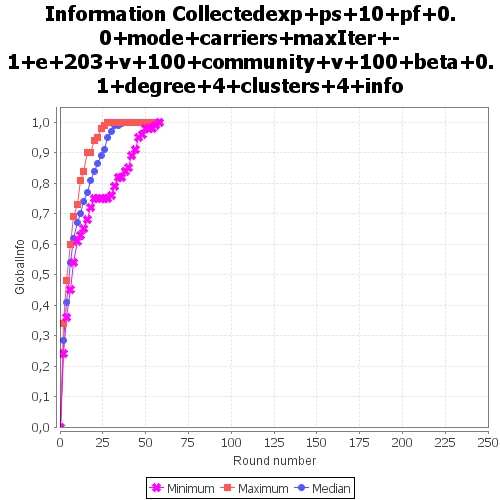 Information Collectedexp+ps+10+pf+0.
0+mode+carriers+maxIter+-
1+e+203+v+100+community+v+100+beta+0.
1+degree+4+clusters+4+info
1,0
0,9
0,8
0,7
0,6
0,5
0,4
0,3
0,2
0,1
0,0
GlobalInfo
0 25 50 75 100 125 150 175 200 225 250
Round number
Minimum Maximum Median